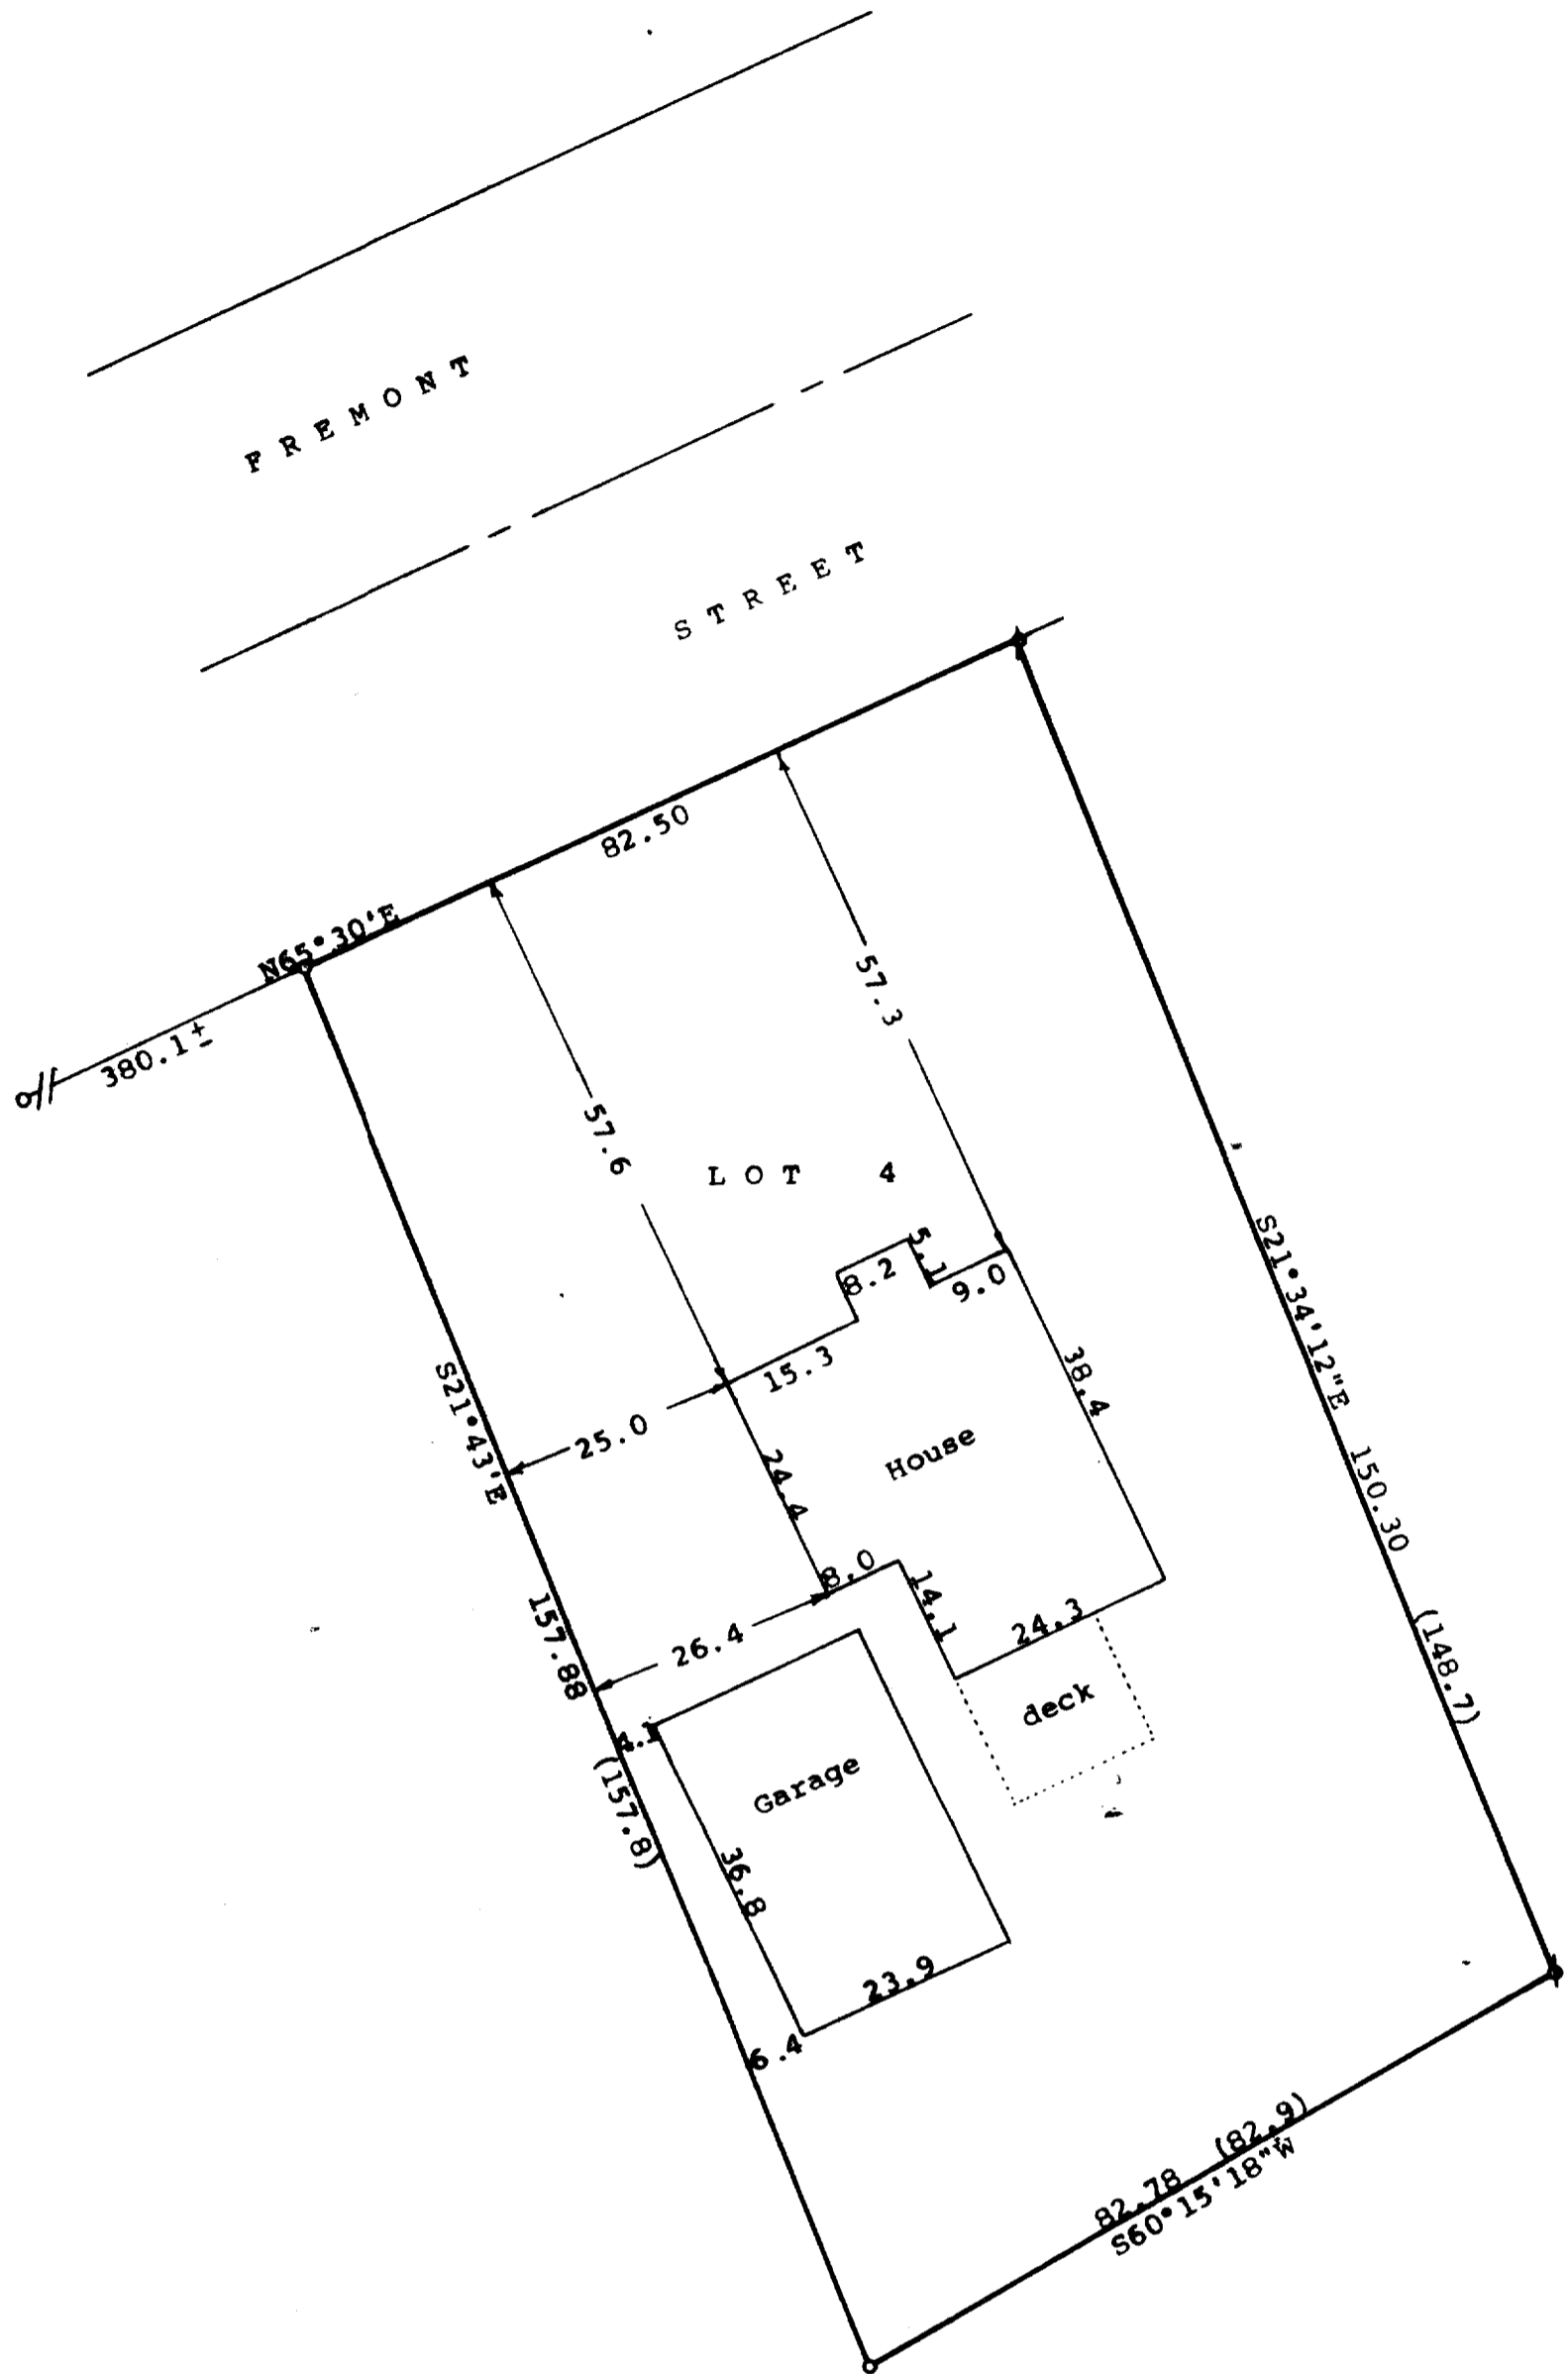 FREMONT
STREET
82.50
N65•30'E
380.1±
57.3
57.6
LOT 4
5.1
8.2
9.0
15.3
38.4
S21•34'12"E 150.30 (148.7)
25.0
House
24.4
S21•43'E 157.88 (157.8)
8.0
14.1
24.3
26.4
deck
4.1
Garage
36.8
23.9
6.4
82.78 (82.9)
S60•15'18"W